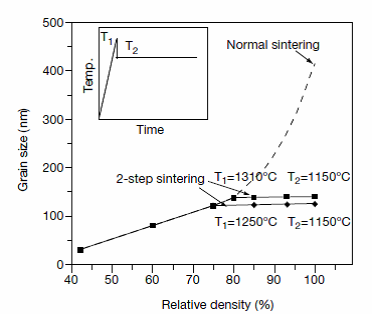 500
400
300
200
100
0
Grain size (nm)
40
50
60
70
80
90
100
Relative density (%)
Temp.
T1
T2
Time
Normal sintering
2-step sintering
T1=1310°C T2=1150°C
T1=1250°C T2=1150°C